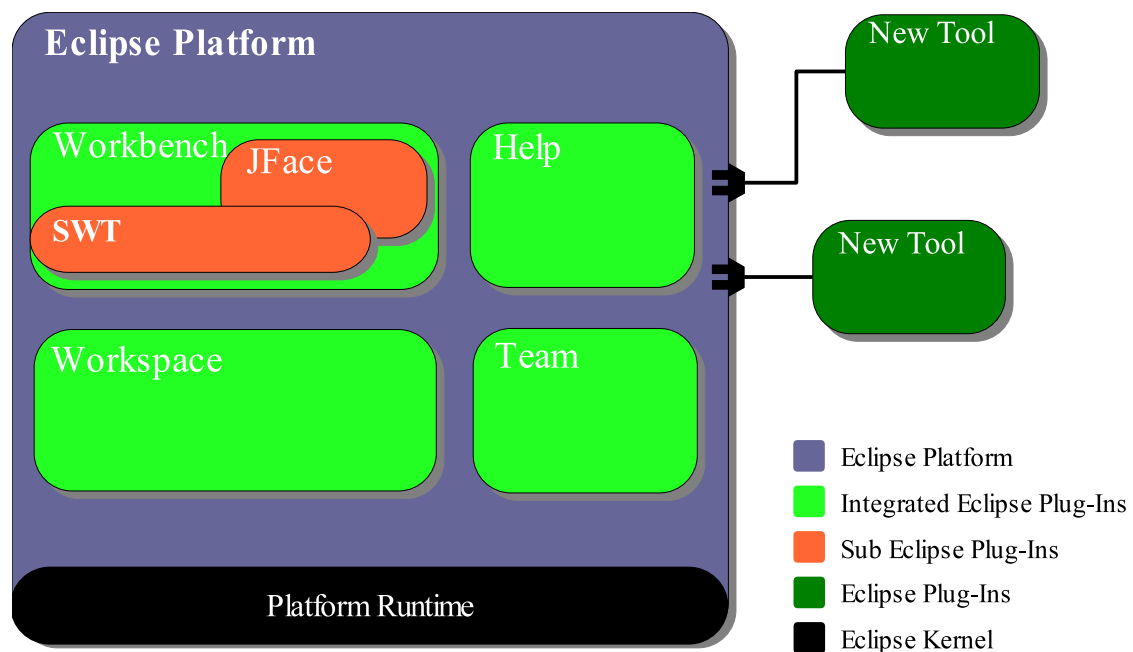 Eclipse Platform
New Tool
Workbench
JFace
Help
SWT
New Tool
Workspace
Team
Eclipse Platform
Integrated Eclipse Plug-Ins
Sub Eclipse Plug-Ins
Eclipse Plug-Ins
Platform Runtime
Eclipse Kernel